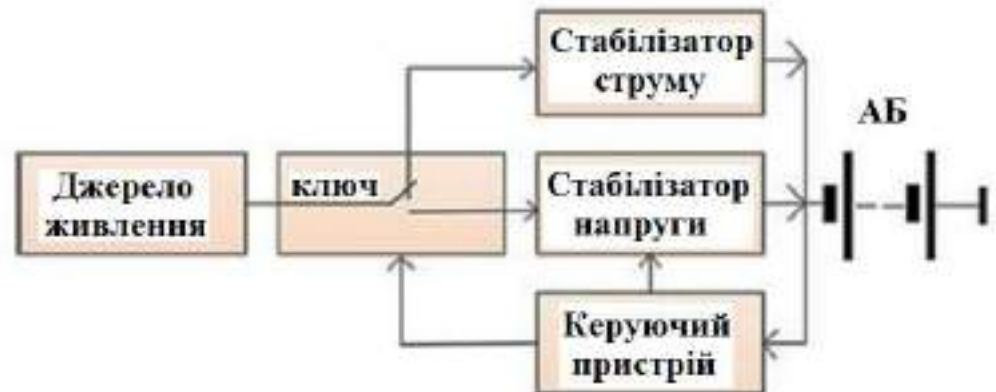 Стабілізатор
струму
АБ
Джерело
живлення
ключ
Стабілізатор
напруги
Керуючий
пристрій